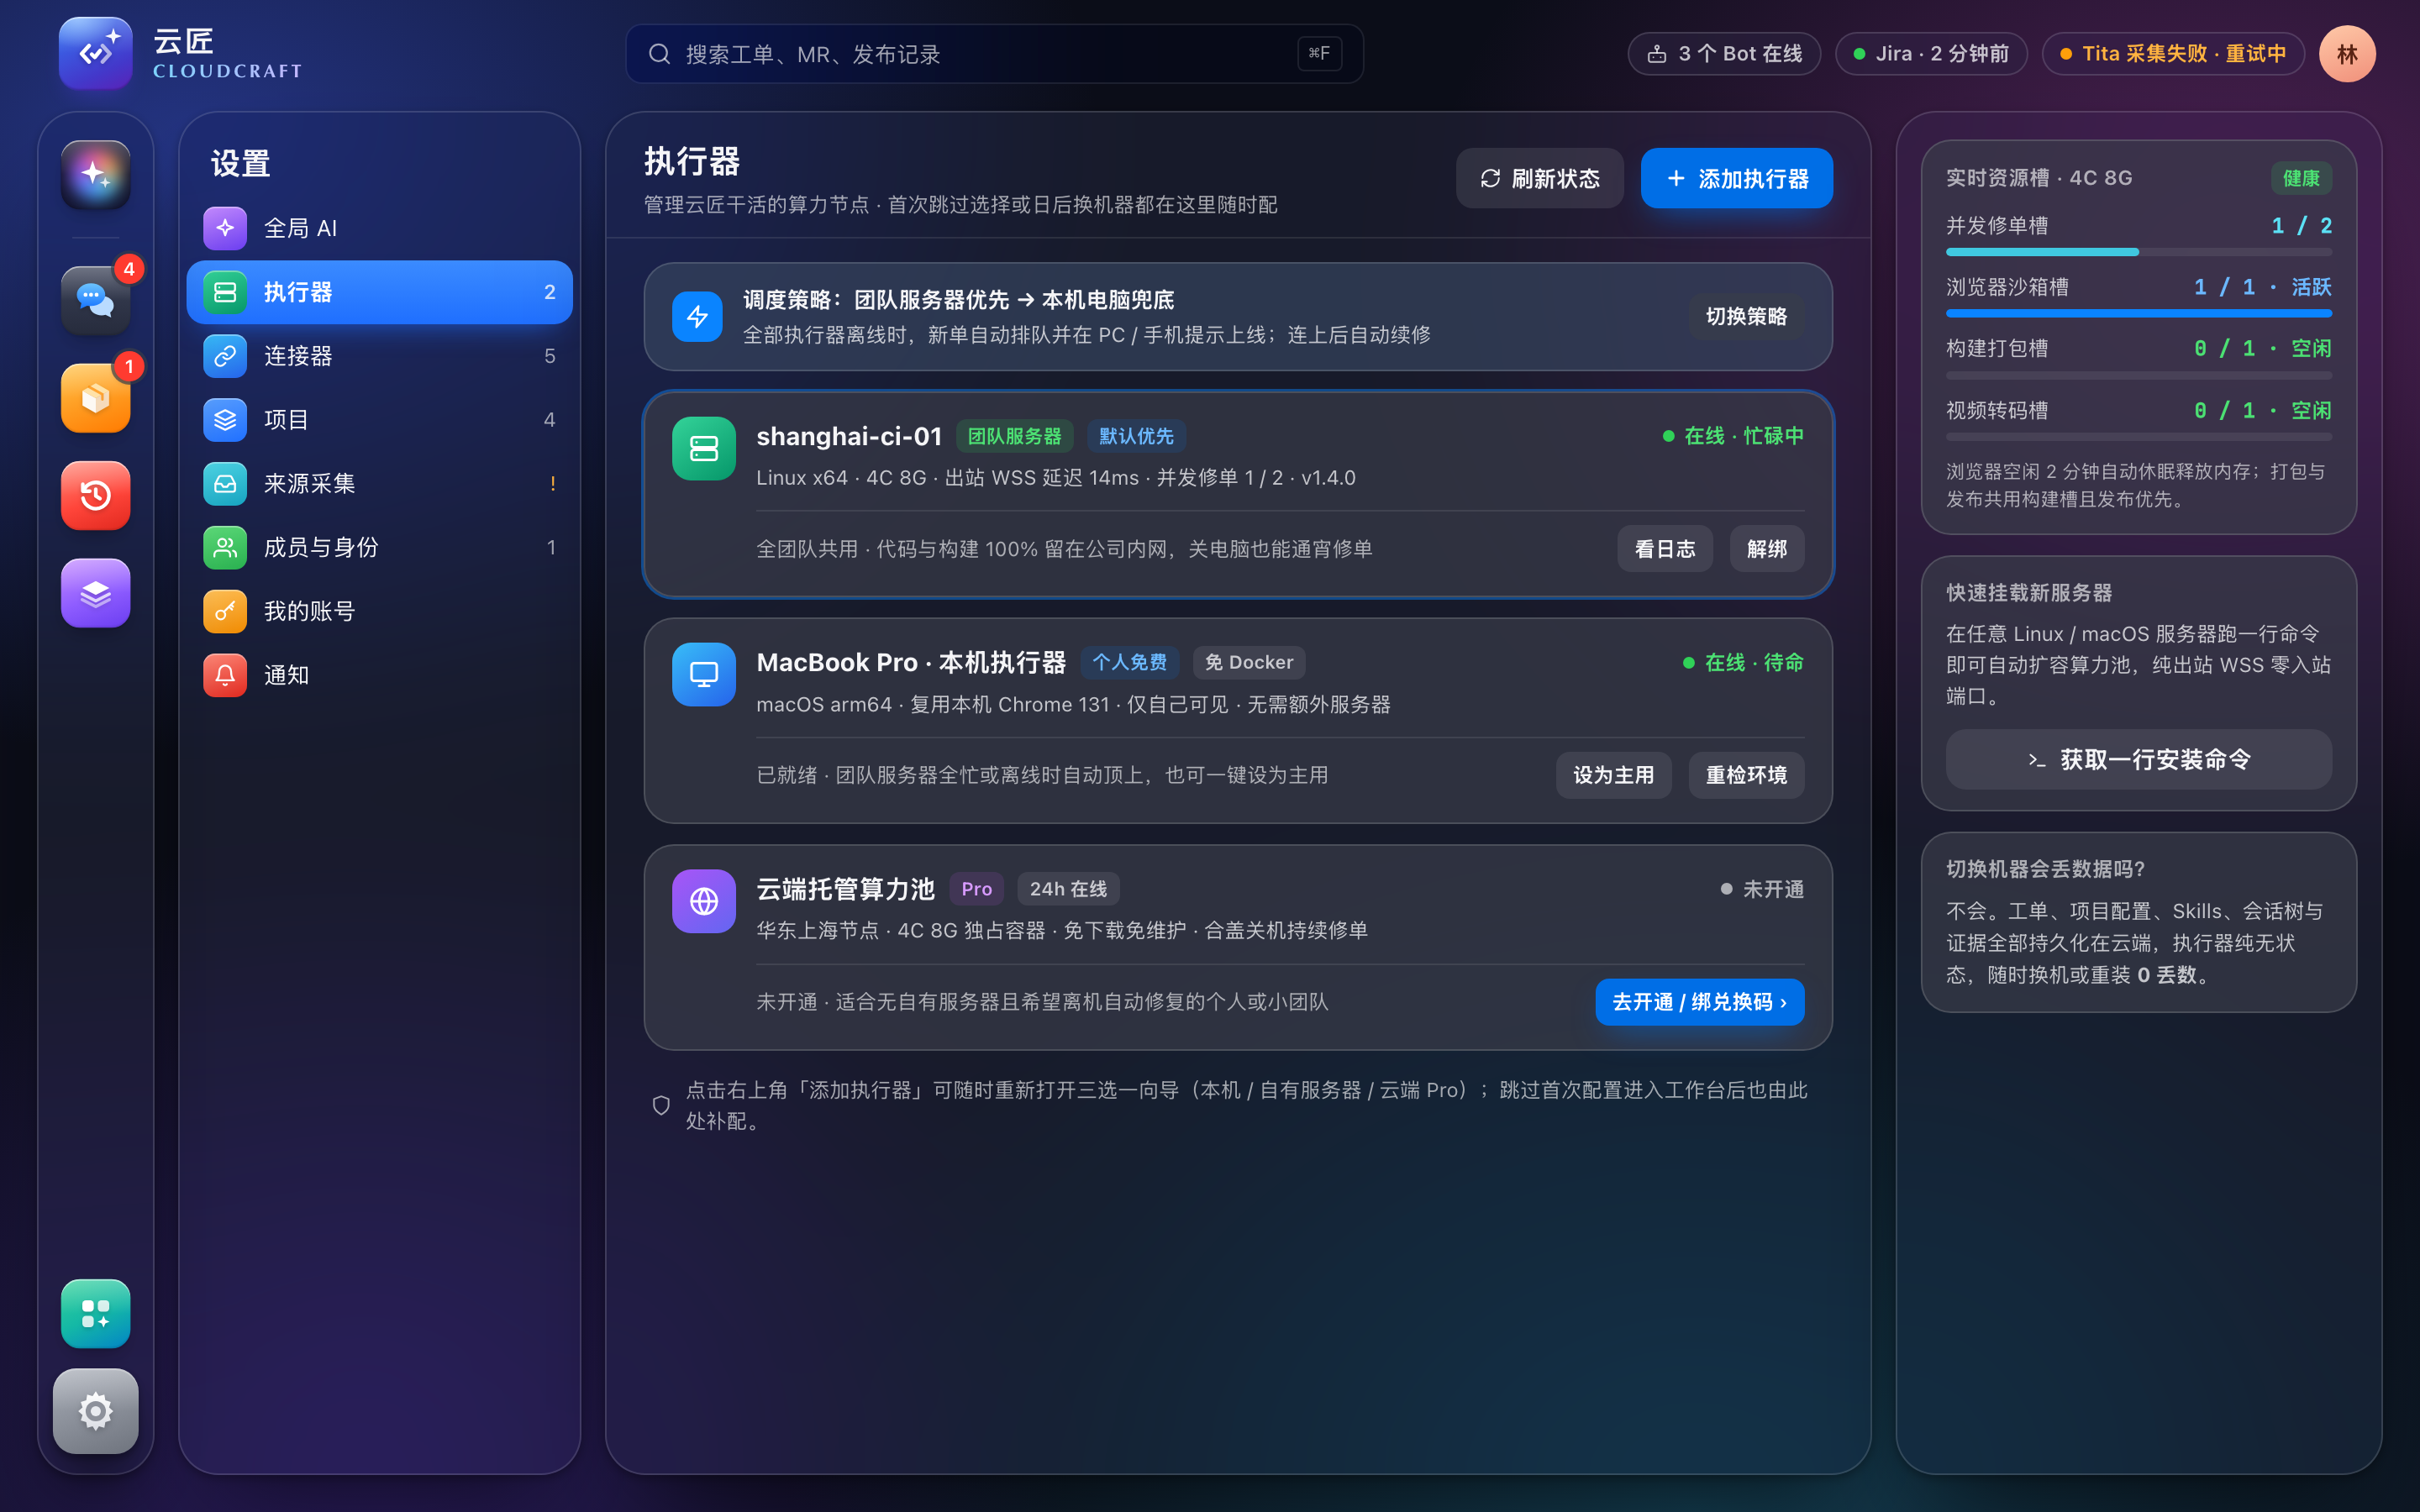 云匠
CLOUDCRAFT
搜索工单、MR、发布记录
⌘F
3 个 Bot 在线
Jira · 2 分钟前
Tita 采集失败 · 重试中
林
4
1
设置
全局 AI
执行器
2
连接器
5
项目
4
来源采集
!
成员与身份
1
我的账号
通知
执行器
管理云匠干活的算力节点 · 首次跳过选择或日后换机器都在这里随时配
刷新状态
添加执行器
调度策略：团队服务器优先 → 本机电脑兜底
全部执行器离线时，新单自动排队并在 PC / 手机提示上线；连上后自动续修
切换策略
shanghai-ci-01
团队服务器
默认优先
在线 · 忙碌中
Linux x64 · 4C 8G · 出站 WSS 延迟 14ms · 并发修单 1 / 2 · v1.4.0
全团队共用 · 代码与构建 100% 留在公司内网，关电脑也能通宵修单
看日志
解绑
MacBook Pro · 本机执行器
个人免费
免 Docker
在线 · 待命
macOS arm64 · 复用本机 Chrome 131 · 仅自己可见 · 无需额外服务器
已就绪 · 团队服务器全忙或离线时自动顶上，也可一键设为主用
设为主用
重检环境
云端托管算力池
Pro
24h 在线
未开通
华东上海节点 · 4C 8G 独占容器 · 免下载免维护 · 合盖关机持续修单
未开通 · 适合无自有服务器且希望离机自动修复的个人或小团队
去开通 / 绑兑换码 ›
点击右上角「添加执行器」可随时重新打开三选一向导（本机 / 自有服务器 / 云端 Pro）；跳过首次配置进入工作台后也由此
处补配。
实时资源槽 · 4C 8G
健康
并发修单槽
1 / 2
浏览器沙箱槽
1 / 1 · 活跃
构建打包槽
0 / 1 · 空闲
视频转码槽
0 / 1 · 空闲
浏览器空闲 2 分钟自动休眠释放内存；打包与
发布共用构建槽且发布优先。
快速挂载新服务器
在任意 Linux / macOS 服务器跑一行命令
即可自动扩容算力池，纯出站 WSS 零入站
端口。
获取一行安装命令
切换机器会丢数据吗?
不会。工单、项目配置、Skills、会话树与
证据全部持久化在云端，执行器纯无状
态，随时换机或重装 0 丢数。